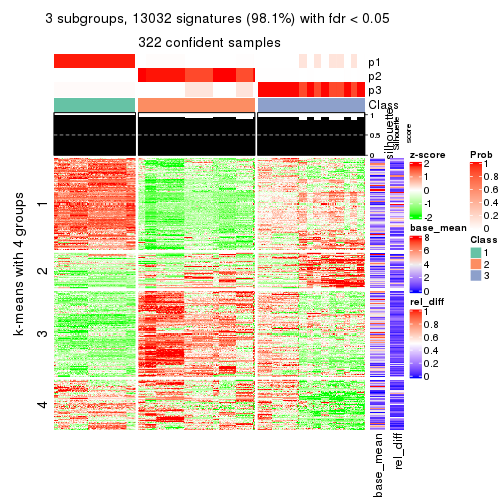 3 subgroups, 13032 signatures (98.1%) with fdr < 0.05
322 confident samples
p1
p2
p3
Class
1
0.5
0
silhouette
Silhouette
score
k-means with 4 groups
1
2
3
4
base_mean
rel_diff
z-score
2
1
0
-1
-2
base_mean
8
6
4
2
0
rel_diff
1
0.8
0.6
0.4
0.2
0
Prob
1
0.8
0.6
0.4
0.2
0
Class
1
2
3